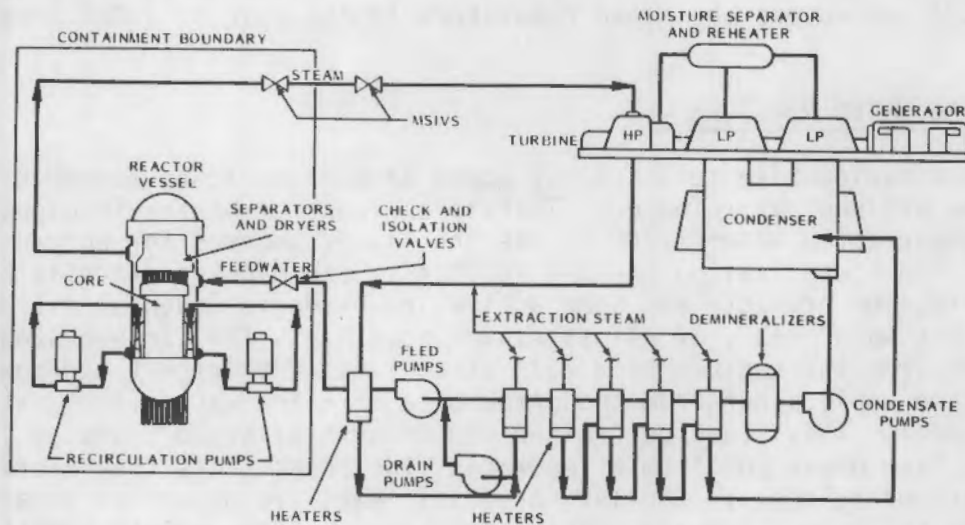 MOISTURE SEPARATOR
AND REHEATER
CONTAINMENT BOUNDARY
STEAM
MSIVS
GENERATOR
TURBINE
HP
LP
LP
REACTOR
VESSEL
SEPARATORS
AND DRYERS
CHECK AND
ISOLATION
VALVES
CONDENSER
FEEDWATER
CORE
EXTRACTION STEAM
DEMINERALIZERS
FEED
PUMPS
CONDENSATE
PUMPS
RECIRCULATION PUMPS
DRAIN
PUMPS
HEATERS
HEATERS